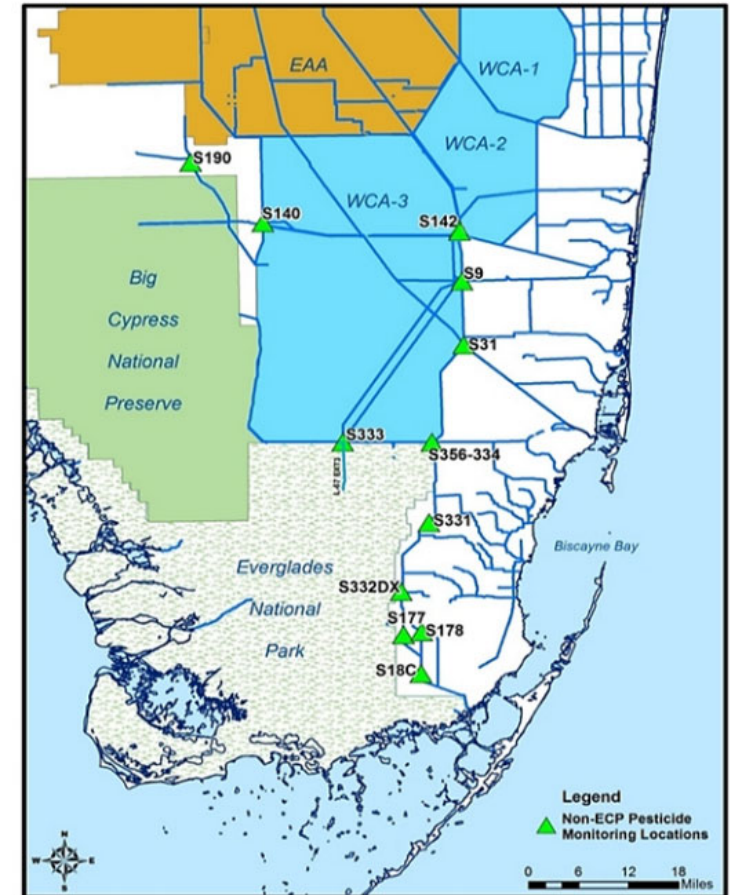 EAA
WCA-1
WCA-2
S190
WCA-3
S140
S142
S9
Big
Cypress
National
Preserve
S31
S333
S356-334
L-67 EXT
S331
Biscayne Bay
Everglades
National
Park
S332DX
S177
S178
S18C
Legend
Non-ECP Pesticide
Monitoring Locations
N
W
E
S
0 6 12 18
Miles